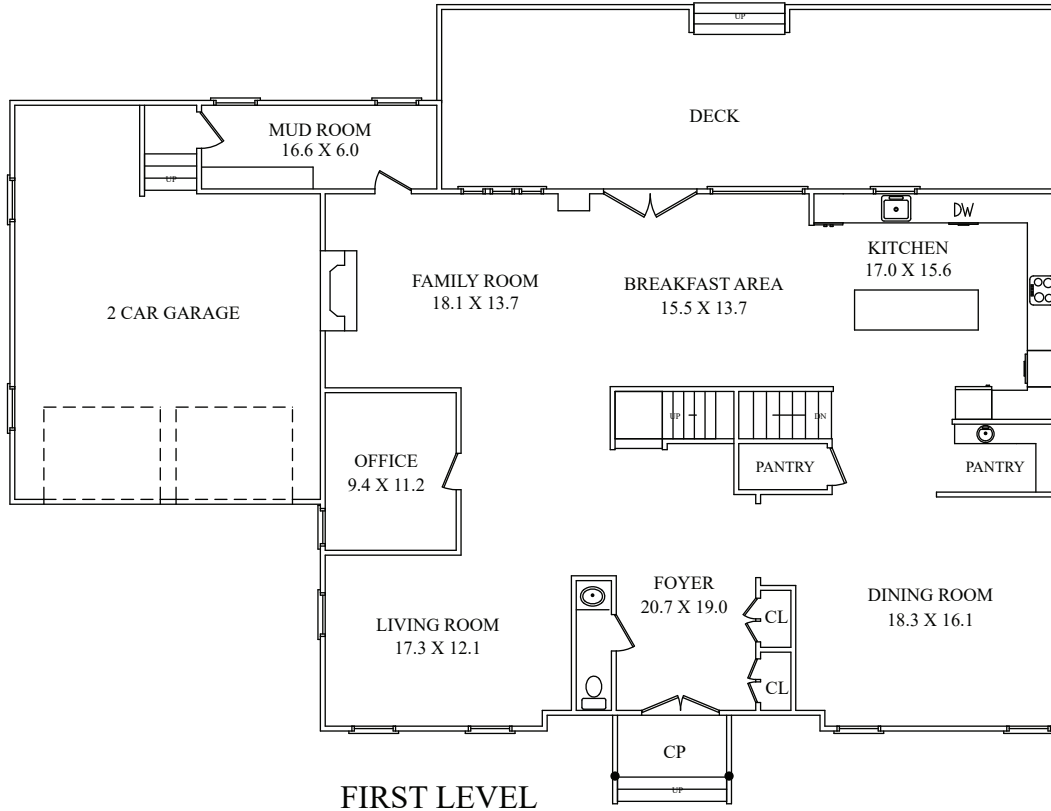 UP
DECK
MUD ROOM
16.6 X 6.0
UP
DW
KITCHEN
17.0 X 15.6
FAMILY ROOM
18.1 X 13.7
BREAKFAST AREA
15.5 X 13.7
2 CAR GARAGE
UP
DN
OFFICE
9.4 X 11.2
PANTRY
PANTRY
FOYER
20.7 X 19.0
DINING ROOM
18.3 X 16.1
CL
LIVING ROOM
17.3 X 12.1
CL
CP
UP
FIRST LEVEL